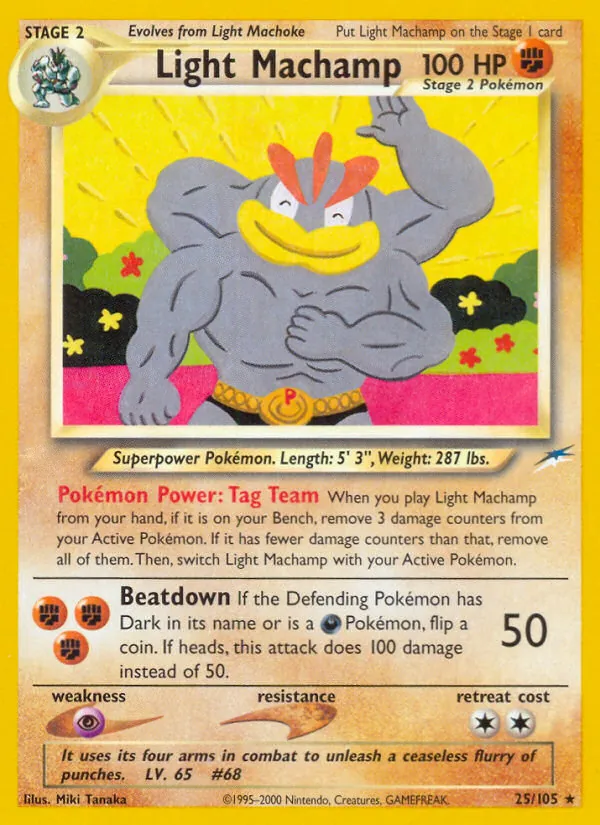 STAGE 2 Evolves from Light Machoke Put Light Machamp on the Stage 1 card
Light Machamp 100 HP
Stage 2 Pokémon
P
Superpower Pokémon. Length: 5' 3", Weight: 287 lbs.
Pokémon Power: Tag Team When you play Light Machamp
from your hand, if it is on your Bench, remove 3 damage counters from
your Active Pokémon. If it has fewer damage counters than that, remove
all of them. Then, switch Light Machamp with your Active Pokémon.
Beatdown If the Defending Pokémon has
Dark in its name or is a Pokémon, flip a
coin. If heads, this attack does 100 damage
instead of 50.
50
weakness resistance retreat cost
It uses its four arms in combat to unleash a ceaseless flurry of
punches. LV. 65 #68
Illus. Miki Tanaka ©1995-2000 Nintendo, Creatures, GAMEFREAK. 25/105 ★